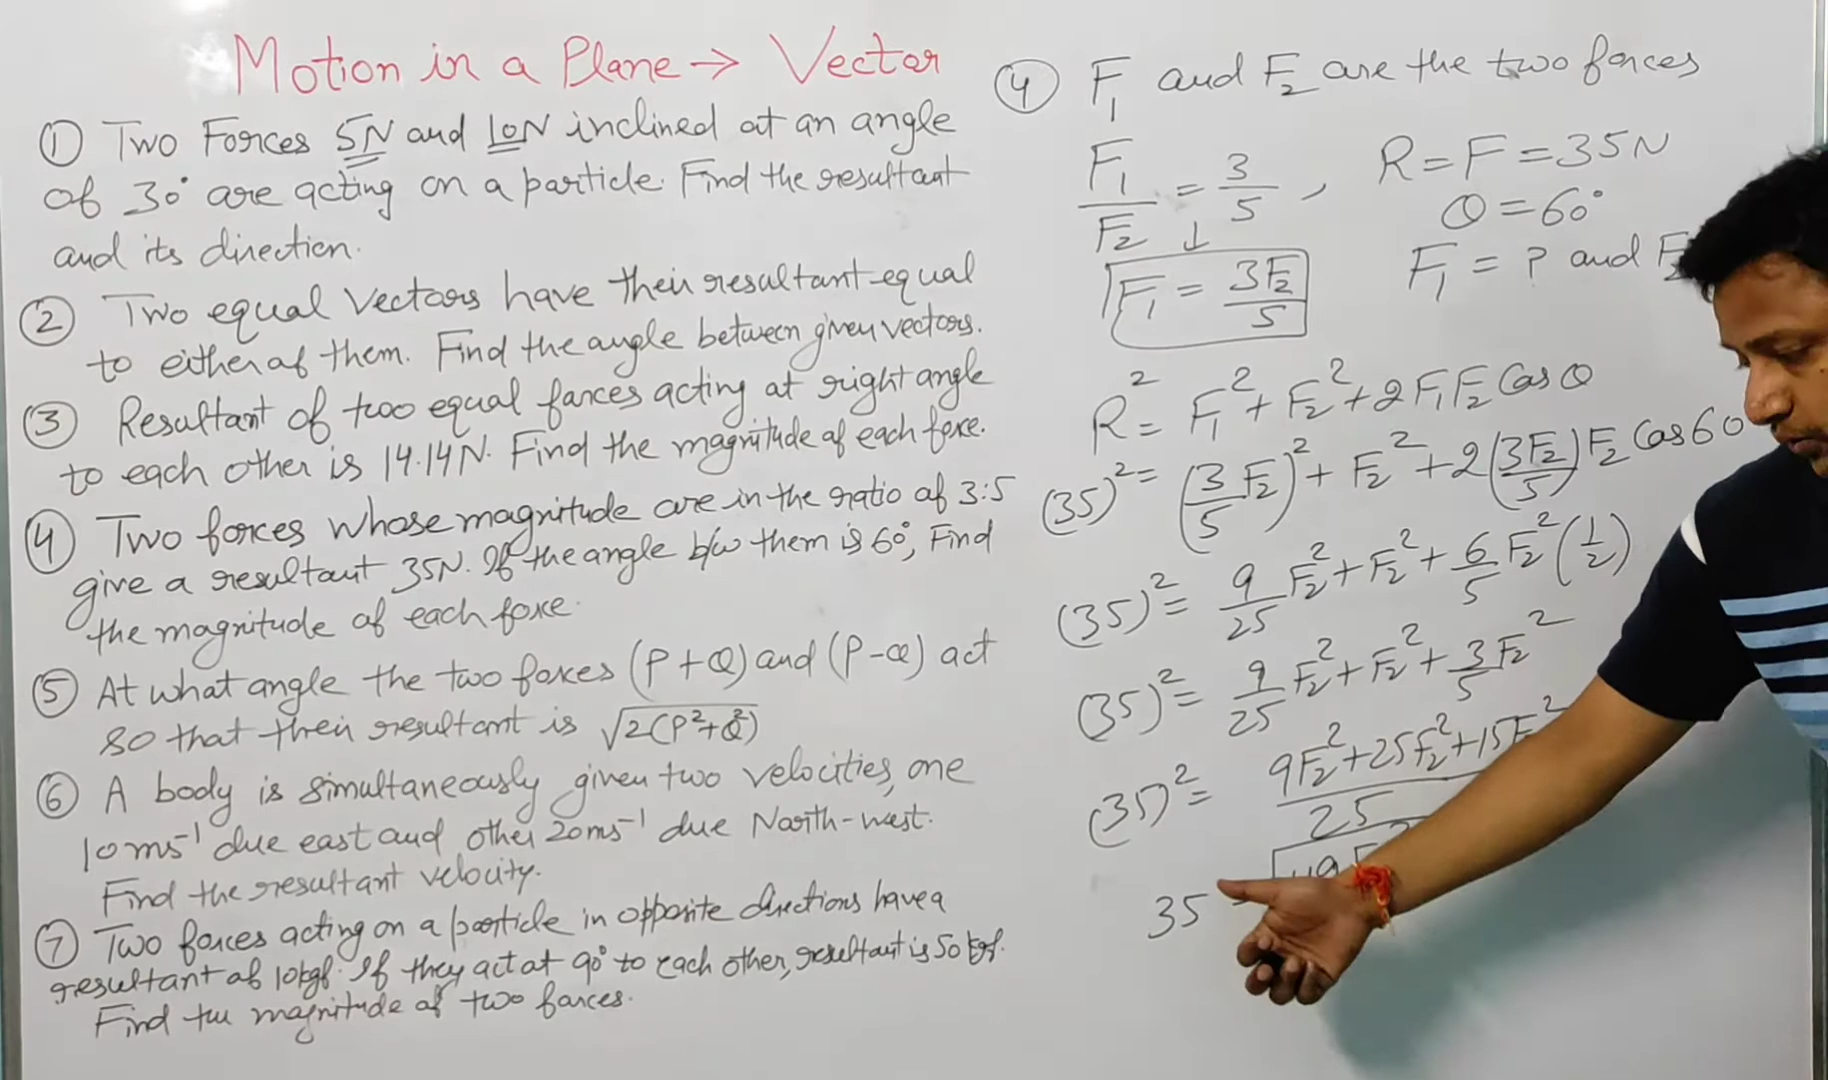 Motion in a Plane → Vector
① Two Forces 5N and 10N inclined at an angle
of 30° are acting on a particle. Find the resultant
and its direction.
② Two equal Vectors have their resultant equal
to either of them. Find the angle between given vectors.
③ Resultant of two equal forces acting at right angle
to each other is 14.14N. Find the magnitude of each force.
④ Two forces whose magnitude are in the ratio of 3:5
give a resultant 35N. If the angle b/w them is 60°, Find
the magnitude of each force.
⑤ At what angle the two forces (P+Q) and (P-Q) act
so that their resultant is √2(P²+Q²)
⑥ A body is simultaneously given two velocities, one
10ms⁻¹ due east and other 20ms⁻¹ due North-west.
Find the resultant velocity.
⑦ Two forces acting on a particle in opposite directions have a
resultant of 10kgf. If they act at 90° to each other, resultant is 50 kgf.
Find the magnitude of two forces.
④ F₁ and F₂ are the two forces
F₁/F₂ = 3/5, R = F = 35N
θ = 60°
↓
F₁ = 3F₂/5 F₁ = ? and
R² = F₁² + F₂² + 2F₁F₂ Cos θ
(35)² = (3/5 F₂)² + F₂² + 2(3F₂/5)F₂ Cos60
(35)² = 9/25 F₂² + F₂² + 6/5 F₂² (1/2)
(35)² = 9/25 F₂² + F₂² + 3/5 F₂²
(35)² = 9F₂² + 25F₂² + 15F₂²/25
35